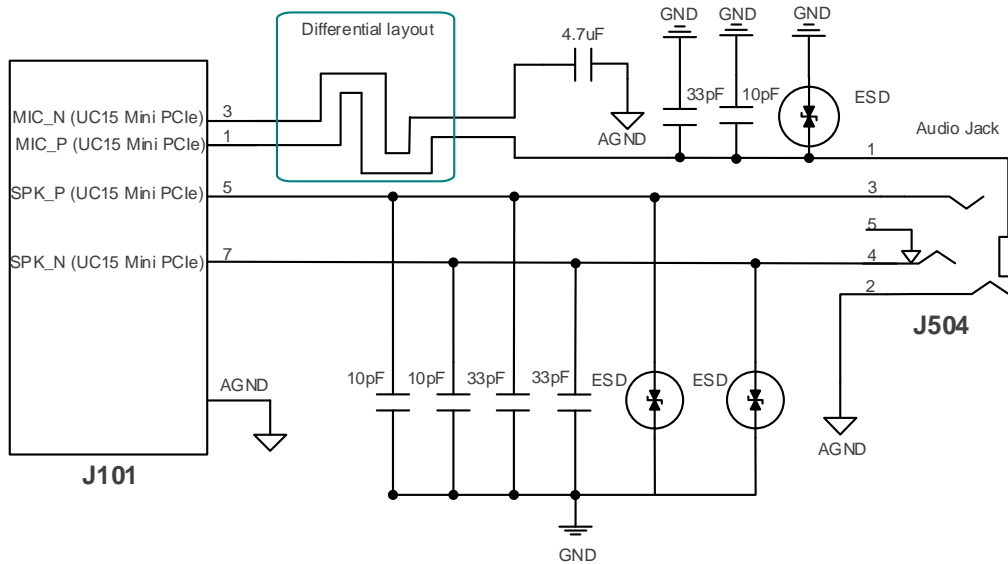 Differential layout
4.7uF
GND
GND
GND
33pF
10pF
ESD
AGND
Audio Jack
MIC_N (UC15 Mini PCIe)
3
MIC_P (UC15 Mini PCIe)
1
1
SPK_P (UC15 Mini PCIe)
5
3
5
SPK_N (UC15 Mini PCIe)
7
4
2
J504
10pF
10pF
33pF
33pF
ESD
ESD
AGND
AGND
J101
GND